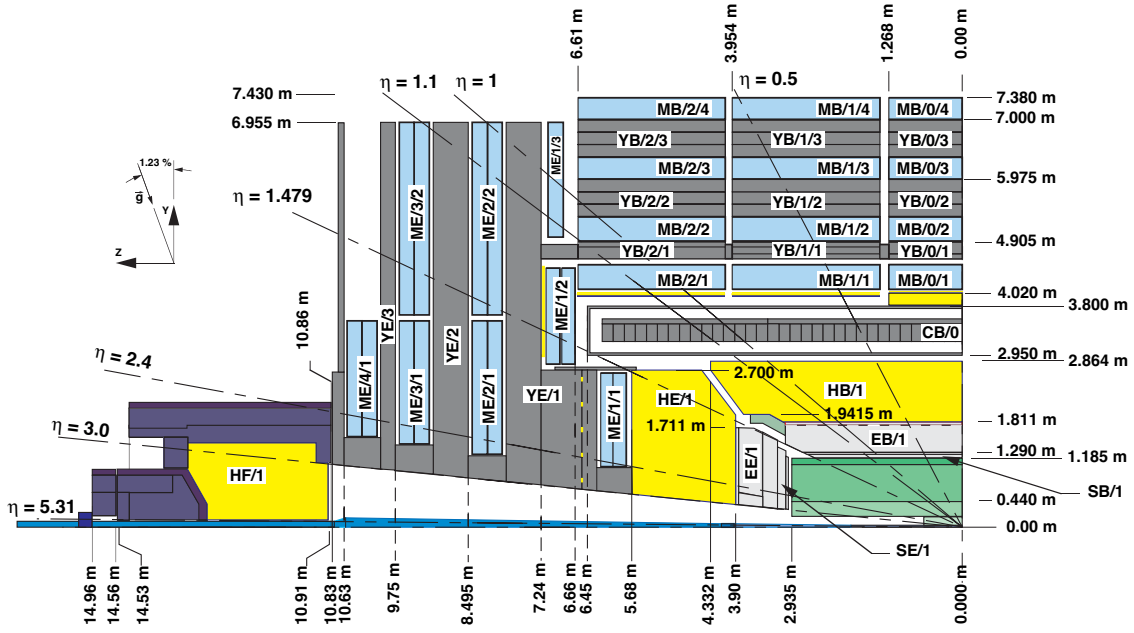 6.61 m
3.954 m
1.268 m
0.00 m
η = 1.1
η = 1
η = 0.5
7.430 m
6.955 m
7.380 m
7.000 m
5.975 m
4.905 m
4.020 m
3.800 m
2.950 m
2.864 m
1.811 m
1.290 m
1.185 m
0.440 m
0.00 m
MB/2/4
MB/1/4
MB/0/4
YB/2/3
YB/1/3
YB/0/3
MB/2/3
MB/1/3
MB/0/3
YB/2/2
YB/1/2
YB/0/2
MB/2/2
MB/1/2
MB/0/2
YB/2/1
YB/1/1
YB/0/1
MB/2/1
MB/1/1
MB/0/1
CB/0
1.23 %
g
Y
Z
η = 1.479
η = 2.4
η = 3.0
η = 5.31
10.86 m
ME/1/3
ME/3/2
ME/2/2
YE/3
YE/2
ME/1/2
ME/4/1
ME/3/1
ME/2/1
YE/1
ME/1/1
HE/1
2.700 m
1.711 m
HB/1
1.9415 m
EB/1
EE/1
SB/1
SE/1
HF/1
14.96 m
14.56 m
14.53 m
10.91 m
10.83 m
10.63 m
9.75 m
8.495 m
7.24 m
6.66 m
6.45 m
5.68 m
4.332 m
3.90 m
2.935 m
0.000 m